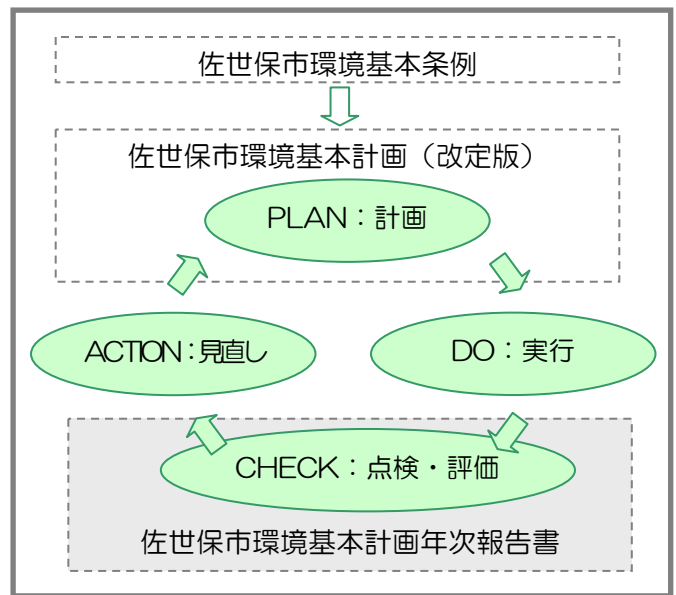 佐世保市環境基本条例
佐世保市環境基本計画（改定版）
PLAN：計画
ACTION：見直し
DO：実行
CHECK：点検・評価
佐世保市環境基本計画年次報告書